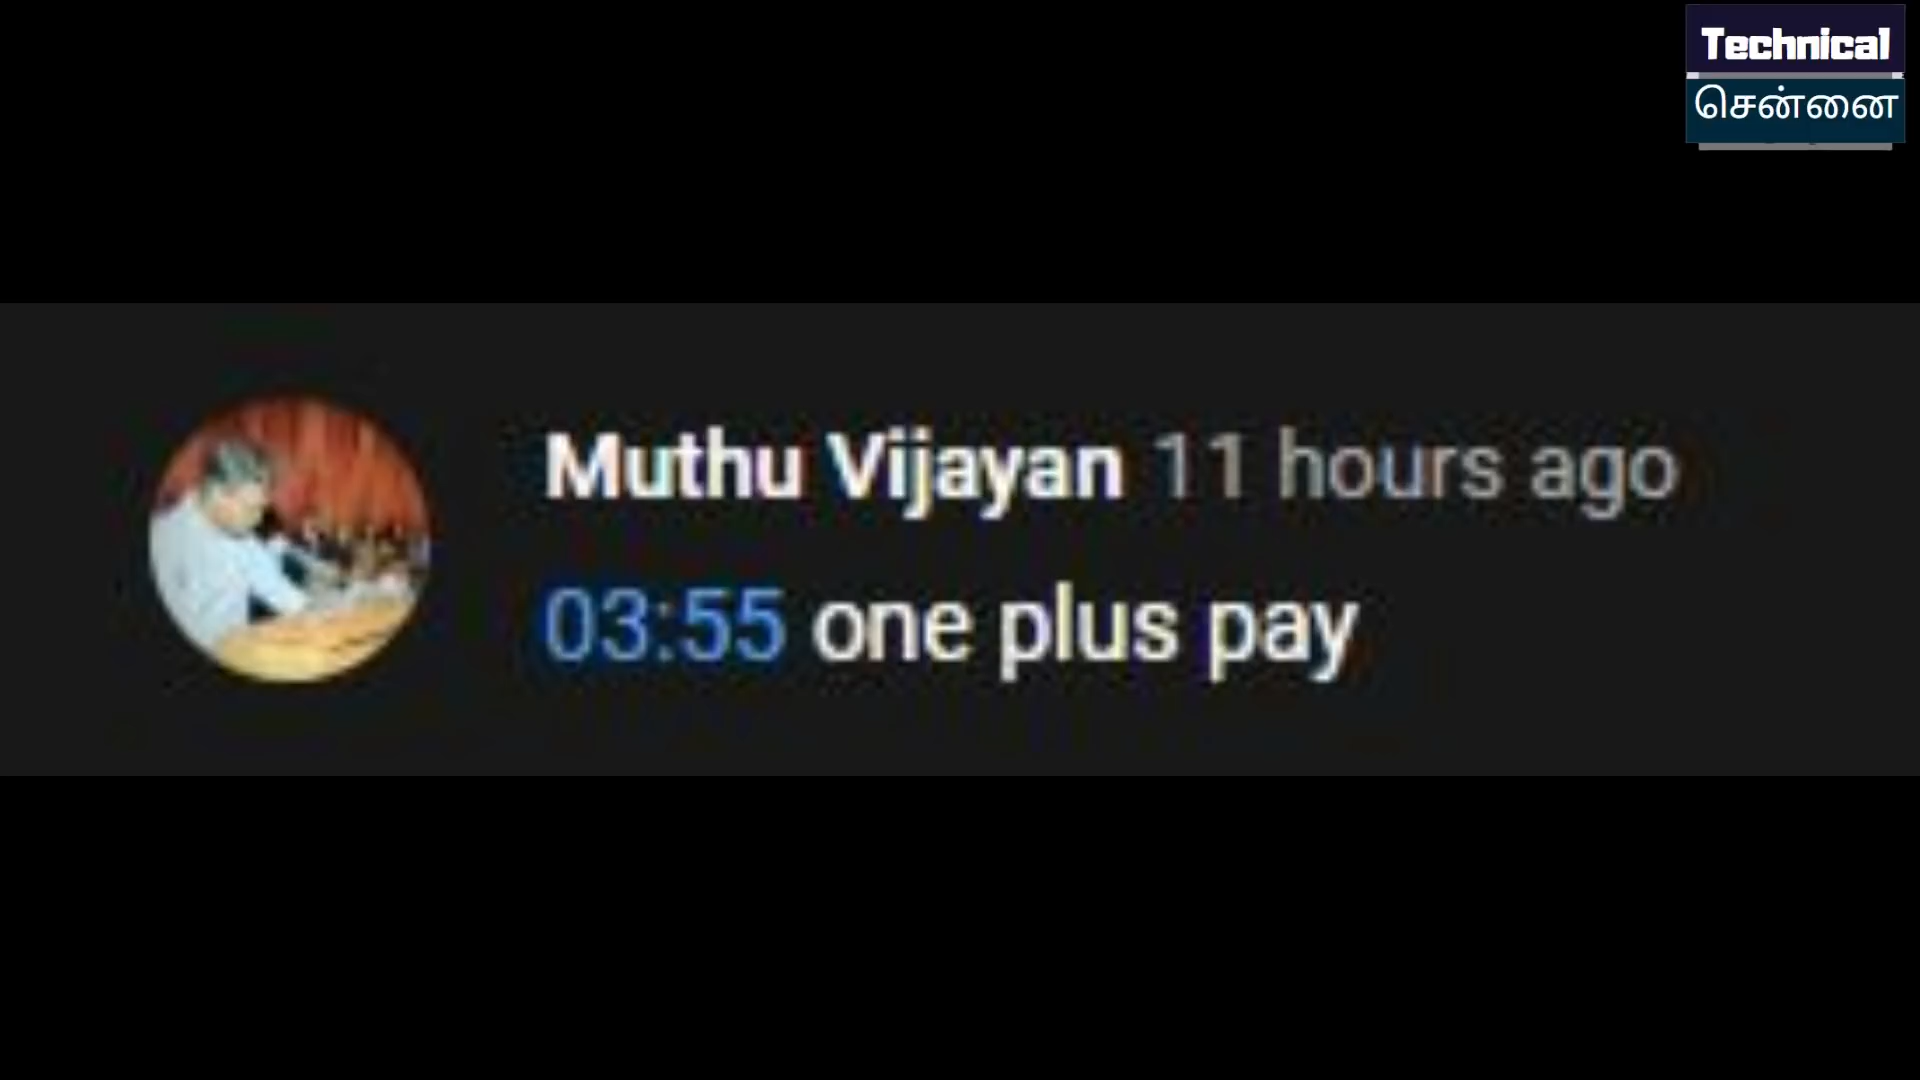 Technical
சென்னை
Muthu Vijayan 11 hours ago
03:55 one plus pay